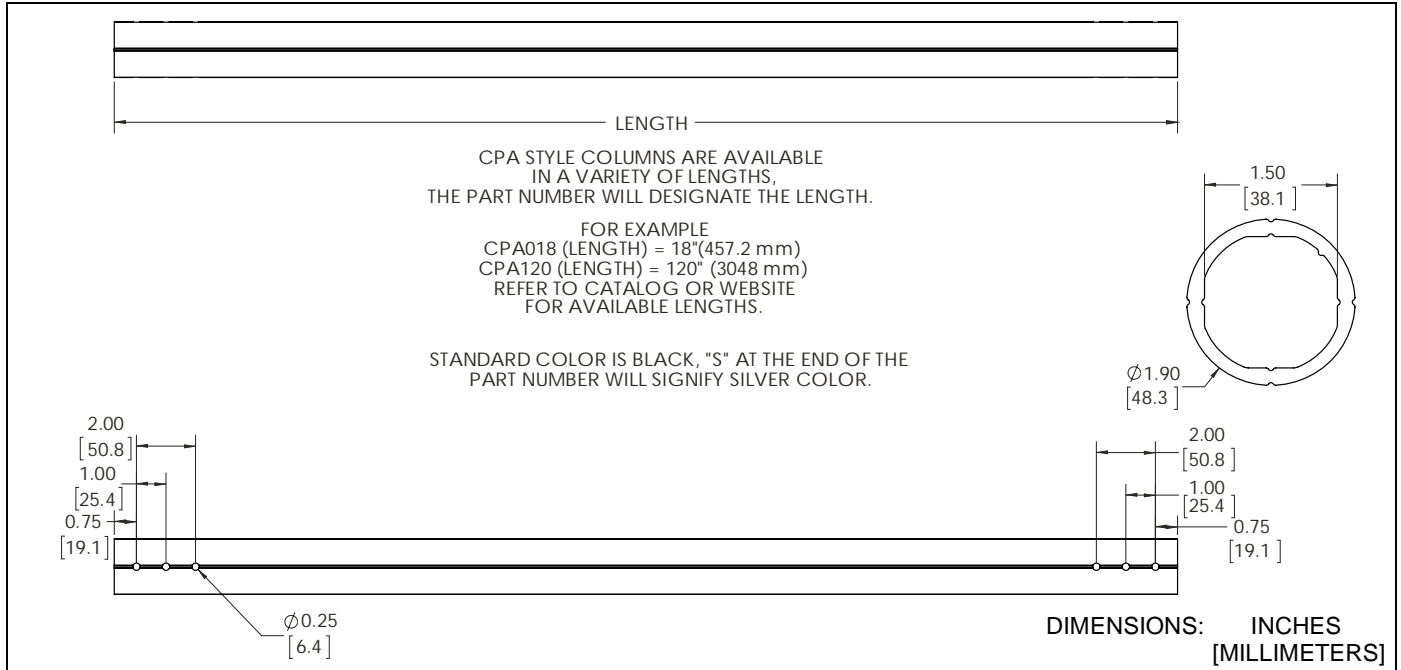 LENGTH
CPA STYLE COLUMNS ARE AVAILABLE
IN A VARIETY OF LENGTHS,
THE PART NUMBER WILL DESIGNATE THE LENGTH.
FOR EXAMPLE
CPA018 (LENGTH) = 18"(457.2 mm)
CPA120 (LENGTH) = 120" (3048 mm)
REFER TO CATALOG OR WEBSITE
FOR AVAILABLE LENGTHS.
STANDARD COLOR IS BLACK, "S" AT THE END OF THE
PART NUMBER WILL SIGNIFY SILVER COLOR.
1.50
[38.1]
∅1.90
[48.3]
2.00
[50.8]
1.00
[25.4]
0.75
[19.1]
∅0.25
[6.4]
2.00
[50.8]
1.00
[25.4]
0.75
[19.1]
DIMENSIONS: INCHES
[MILLIMETERS]